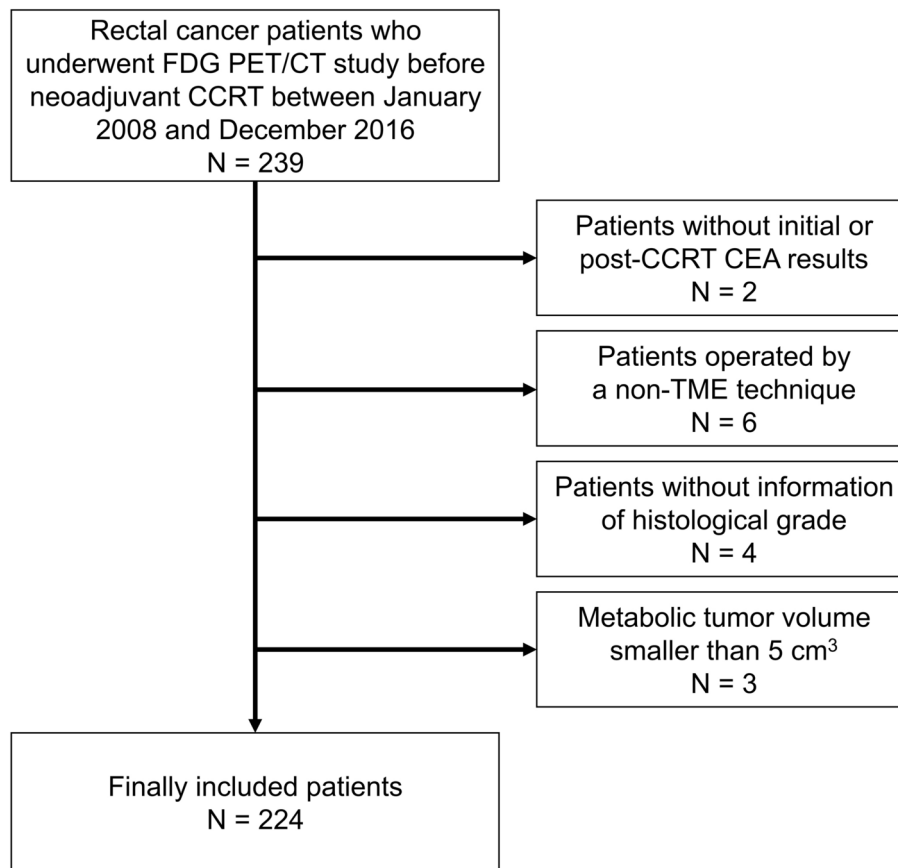 Rectal cancer patients who
underwent FDG PET/CT study before
neoadjuvant CCRT between January
2008 and December 2016
N = 239
Patients without initial or
post-CCRT CEA results
N = 2
Patients operated by
a non-TME technique
N = 6
Patients without information
of histological grade
N = 4
Metabolic tumor volume
smaller than 5 cm³
N = 3
Finally included patients
N = 224